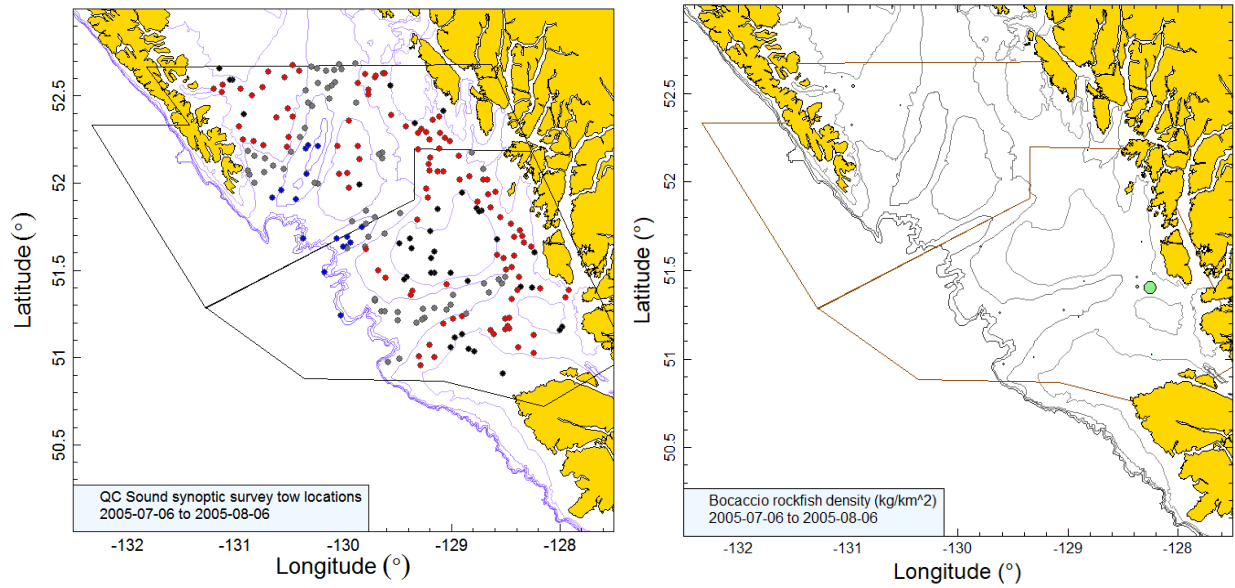 52.5
52
51.5
51
50.5
Latitude (°)
QC Sound synoptic survey tow locations
2005-07-06 to 2005-08-06
-132
-131
-130
-129
-128
Longitude (°)
52.5
52
51.5
51
50.5
Latitude (°)
Bocaccio rockfish density (kg/km^2)
2005-07-06 to 2005-08-06
-132
-131
-130
-129
-128
Longitude (°)